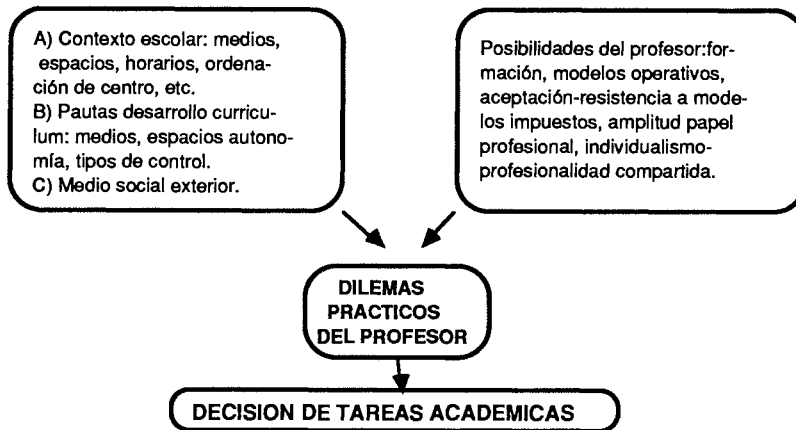 A) Contexto escolar: medios,
espacios, horarios, ordena-
ción de centro, etc.
B) Pautas desarrollo curricu-
lum: medios, espacios autono-
mía, tipos de control.
C) Medio social exterior.
Posibilidades del profesor:for-
mación, modelos operativos,
aceptación-resistencia a mode-
los impuestos, amplitud papel
profesional, individualismo-
profesionalidad compartida.
DILEMAS
PRACTICOS
DEL PROFESOR
DECISION DE TAREAS ACADEMICAS